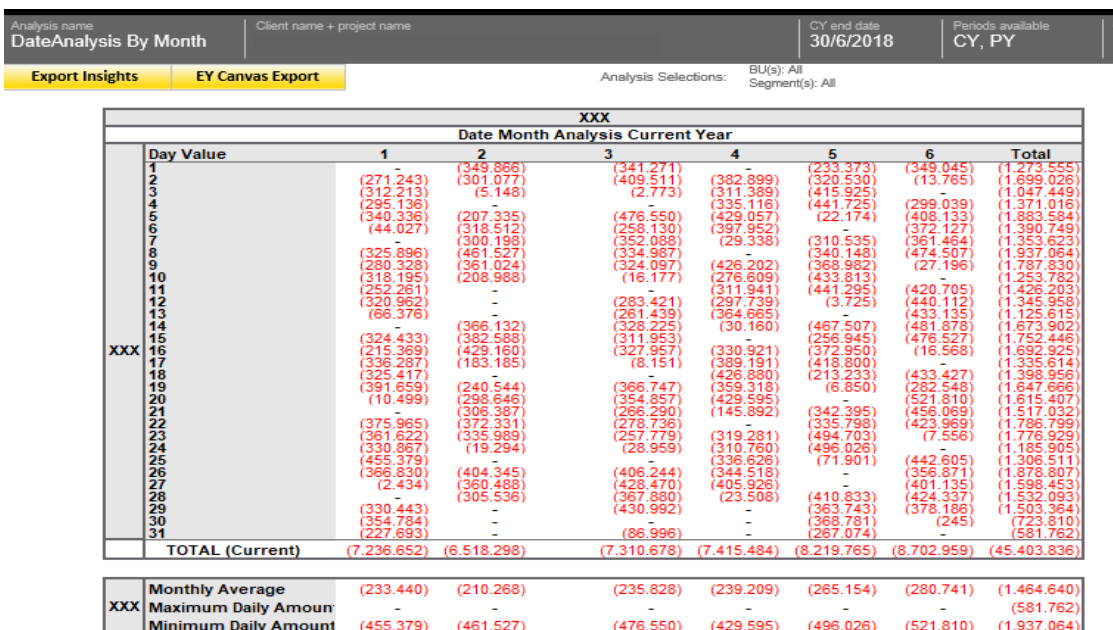 Analysis name Client name + project name CY end date Periods available
DateAnalysis By Month 30/6/2018 CY, PY
Export Insights EY Canvas Export Analysis Selections: BU(s): All
Segment(s): All
XXX
Date Month Analysis Current Year
Day Value 1 2 3 4 5 6 Total
1 - (349.866) (341.271) - (233.373) (349.045) (1.273.555)
2 (271.243) (301.077) (409.511) (382.899) (320.530) (13.765) (1.699.026)
3 (312.213) (5.148) (2.773) (311.389) (415.925) - (1.047.449)
4 (295.136) - - (335.116) (441.725) (299.039) (1.371.016)
5 (340.336) (207.335) (476.550) (429.057) (22.174) (408.133) (1.883.584)
6 (44.027) (318.512) (258.130) (397.952) - (372.127) (1.390.749)
7 - (300.198) (352.088) (29.338) (310.535) (361.464) (1.353.623)
8 (325.896) (461.527) (334.987) - (340.148) (474.507) (1.937.064)
9 (280.328) (361.024) (324.097) (426.202) (368.982) (27.196) (1.787.830)
10 (318.195) (208.988) (16.177) (276.609) (433.813) - (1.253.782)
11 (252.261) - - (311.941) (441.295) (420.705) (1.426.203)
12 (320.962) - (283.421) (297.739) (3.725) (440.112) (1.345.958)
13 (66.376) - (261.439) (364.665) - (433.135) (1.125.615)
14 - (366.132) (328.225) (30.160) (467.507) (481.878) (1.673.902)
15 (324.433) (382.588) (311.953) - (256.945) (476.527) (1.752.446)
XXX 16 (215.369) (429.160) (327.957) (330.921) (372.950) (16.568) (1.692.925)
17 (336.287) (183.185) (8.151) (389.191) (418.800) - (1.335.614)
18 (325.417) - - (426.880) (213.233) (433.427) (1.398.956)
19 (391.659) (240.544) (366.747) (359.318) (6.850) (282.548) (1.647.666)
20 (10.499) (298.646) (354.857) (429.595) - (521.810) (1.615.407)
21 - (306.387) (266.290) (145.892) (342.395) (456.069) (1.517.032)
22 (375.965) (372.331) (278.736) - (335.798) (423.969) (1.786.799)
23 (361.622) (335.989) (257.779) (319.281) (494.703) (7.556) (1.776.929)
24 (330.867) (19.294) (28.959) (310.760) (496.026) - (1.185.905)
25 (455.379) - - (336.626) (71.901) (442.605) (1.306.511)
26 (366.830) (404.345) (406.244) (344.518) - (356.871) (1.878.807)
27 (2.434) (360.488) (428.470) (405.926) - (401.135) (1.598.453)
28 - (305.536) (367.880) (23.508) (410.833) (424.337) (1.532.093)
29 (330.443) - (430.992) - (363.743) (378.186) (1.503.364)
30 (354.784) - - - (368.781) (245) (723.810)
31 (227.693) - (86.996) - (267.074) - (581.762)
TOTAL (Current) (7.236.652) (6.518.298) (7.310.678) (7.415.484) (8.219.765) (8.702.959) (45.403.836)
Monthly Average (233.440) (210.268) (235.828) (239.209) (265.154) (280.741) (1.464.640)
XXX Maximum Daily Amoun - - - - - - (581.762)
Minimum Daily Amount (455.379) (461.527) (476.550) (429.595) (496.026) (521.810) (1.937.064)